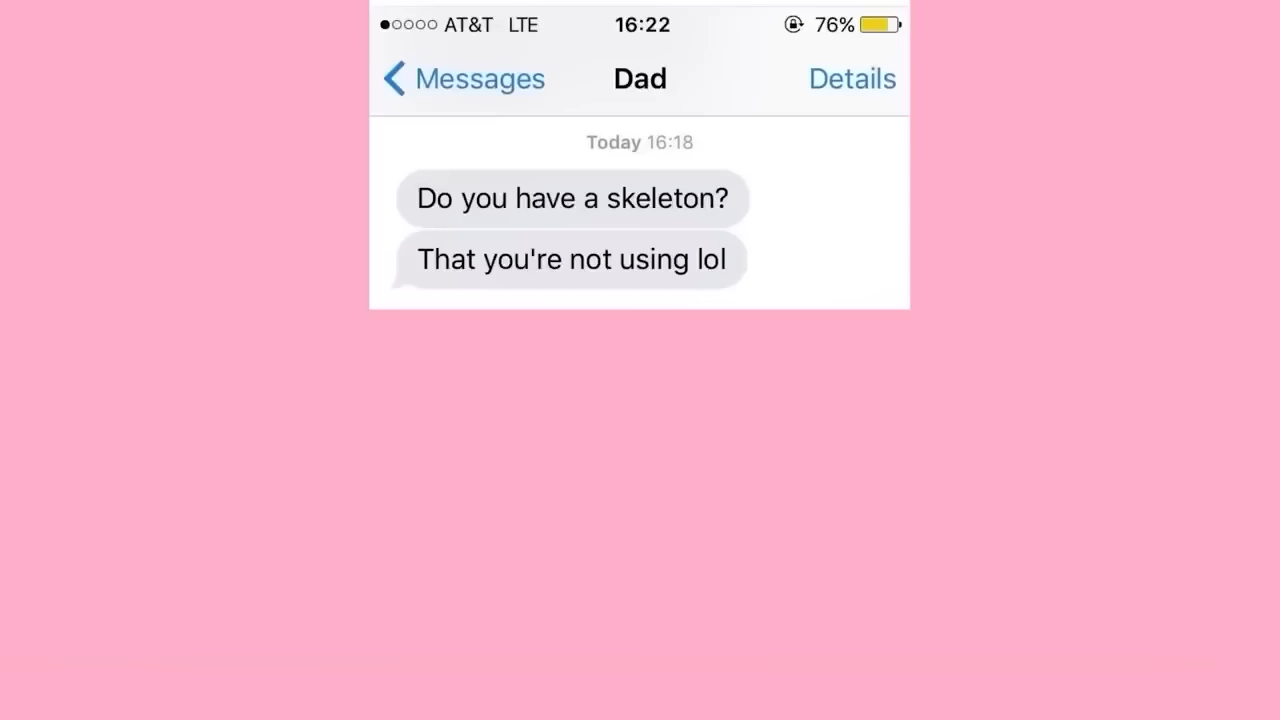 AT&T LTE 16:22 76%
Messages Dad Details
Today 16:18
Do you have a skeleton?
That you're not using lol